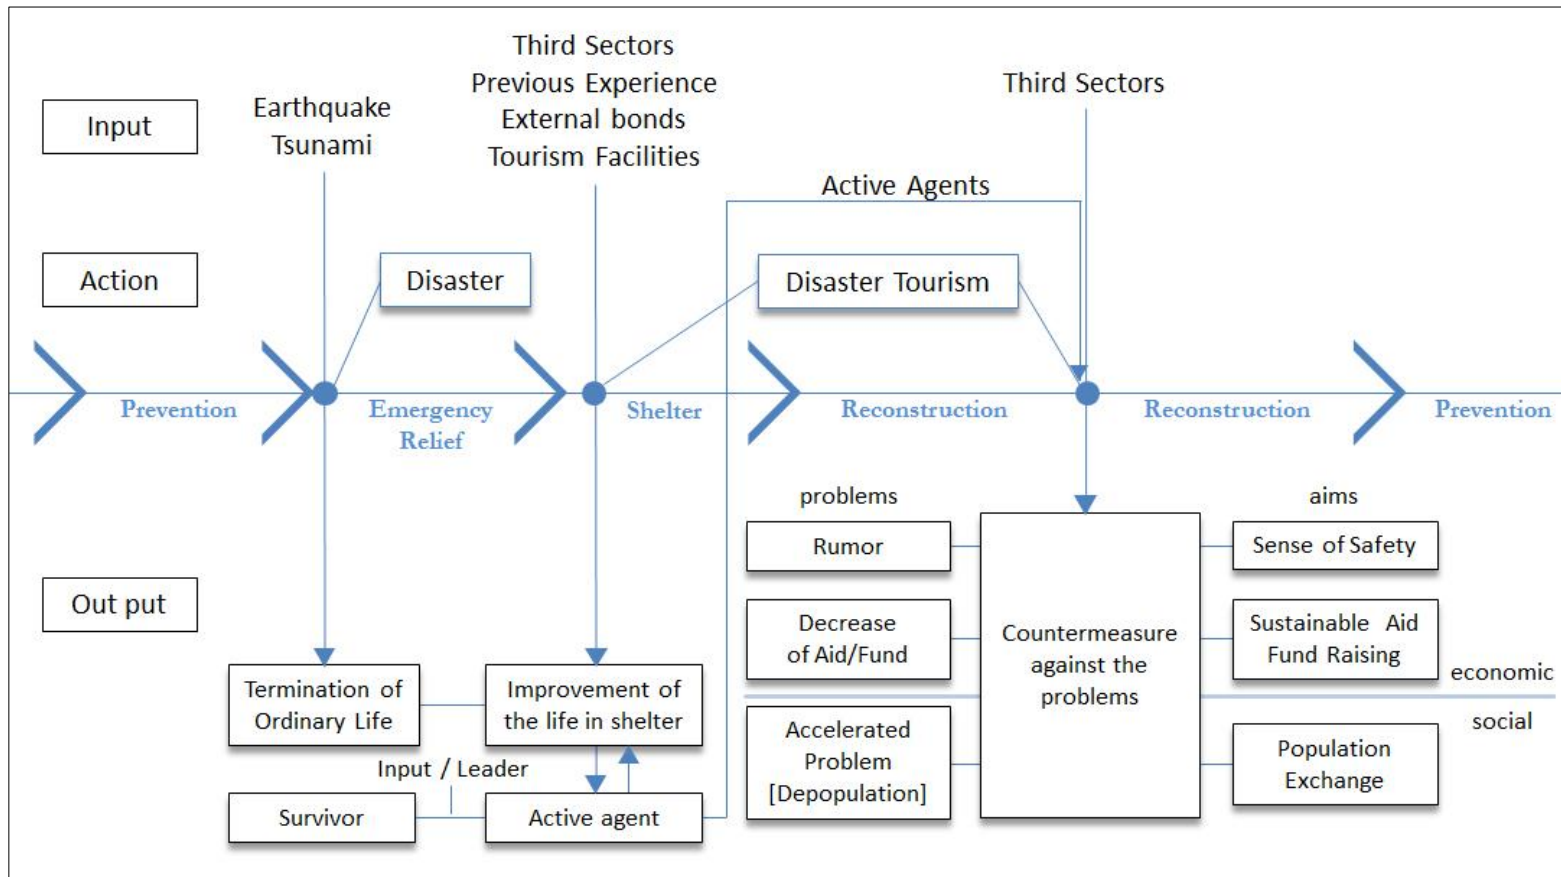 Input
Earthquake
Tsunami
Third Sectors
Previous Experience
External bonds
Tourism Facilities
Third Sectors
Active Agents
Action
Disaster
Disaster Tourism
Prevention
Emergency
Relief
Shelter
Reconstruction
Reconstruction
Prevention
Out put
Termination of
Ordinary Life
Improvement of
the life in shelter
Input / Leader
Survivor
Active agent
problems
Rumor
Decrease
of Aid/Fund
Accelerated
Problem
[Depopulation]
Countermeasure
against the
problems
aims
Sense of Safety
Sustainable Aid
Fund Raising
economic
social
Population
Exchange